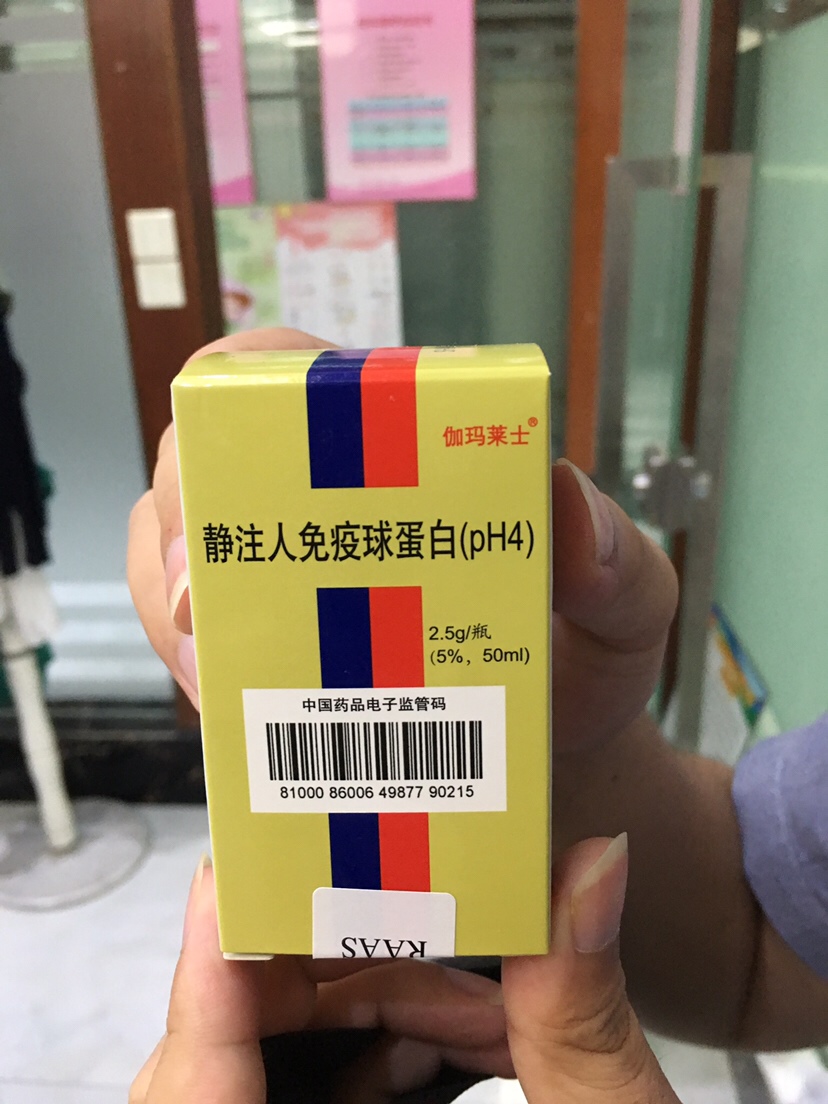 伽玛莱士®
静注人免疫球蛋白(pH4)
2.5g/瓶
(5%，50ml)
中国药品电子监管码
81000 86006 49877 90215
RAAS